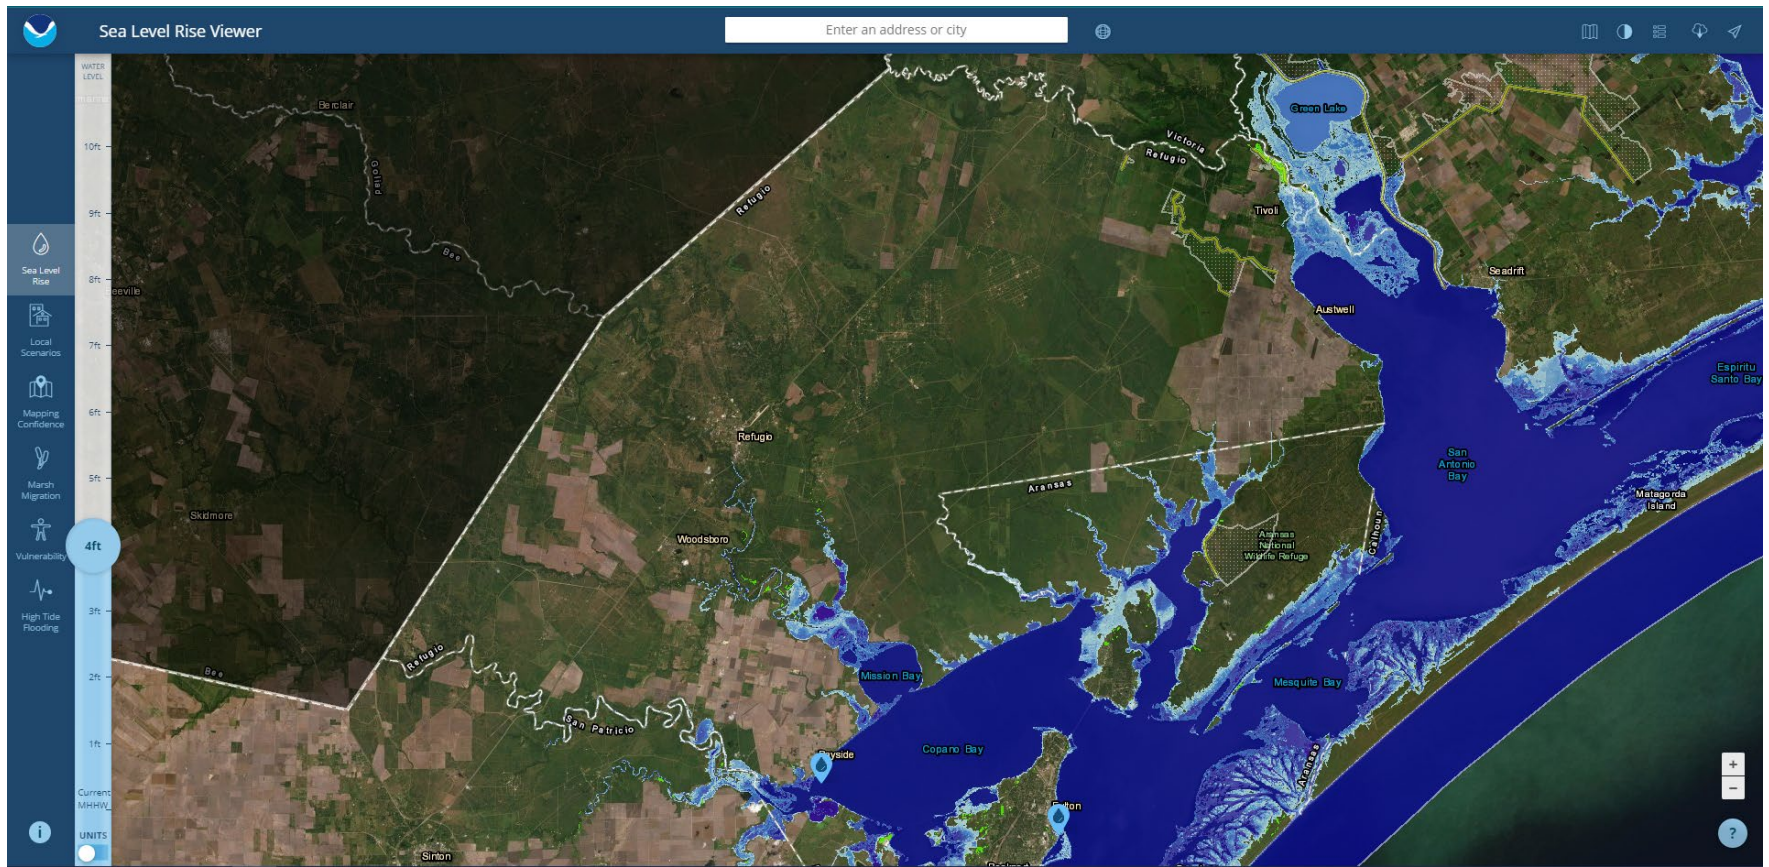 Sea Level Rise Viewer
Enter an address or city
WATER
LEVEL
10ft
9ft
8ft
7ft
6ft
5ft
4ft
3ft
2ft
1ft
Current
MHHW
UNITS
Sea Level
Rise
Local
Scenarios
Mapping
Confidence
Marsh
Migration
Vulnerability
High Tide
Flooding
i
Berclair
Goliad
Bee
Refugio
Victoria
Refugio
Green Lake
Tivoli
Seadrift
Austwell
Espiritu
Santo Bay
Refugio
San
Antonio
Bay
Aransas
Matagorda
Island
Skidmore
Woodsboro
Aransas
National
Wildlife Refuge
Calhoun
Refugio
Bee
Mission Bay
Mesquite Bay
San Patricio
Copano Bay
Aransas
Sinton
+
−
?